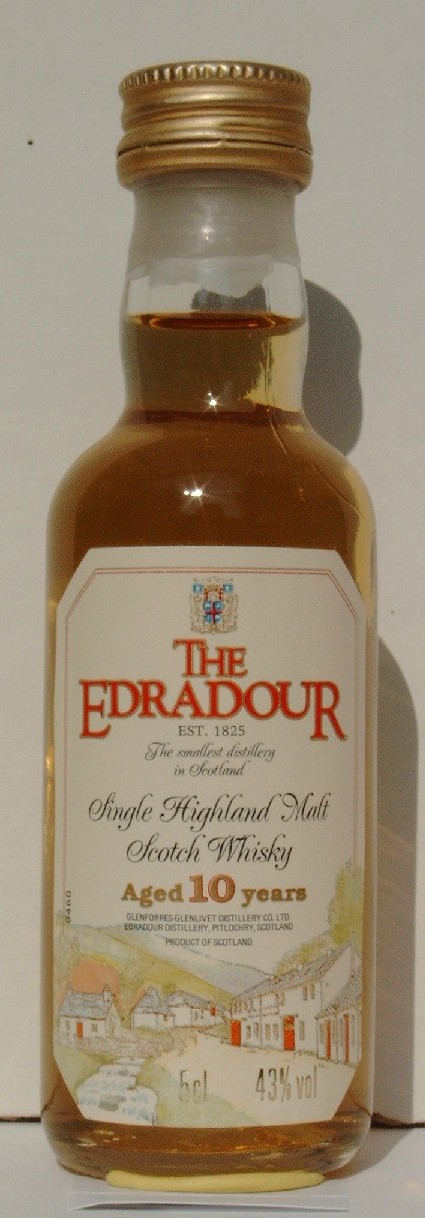 THE
EDRADOUR
EST. 1825
The smallest distillery
in Scotland
Single Highland Malt
Scotch Whisky
Aged 10 years
GLENFORRES GLENLIVET DISTILLERY CO. LTD.
EDRADOUR DISTILLERY, PITLOCHRY, SCOTLAND
PRODUCT OF SCOTLAND
0460
5cl 43% vol